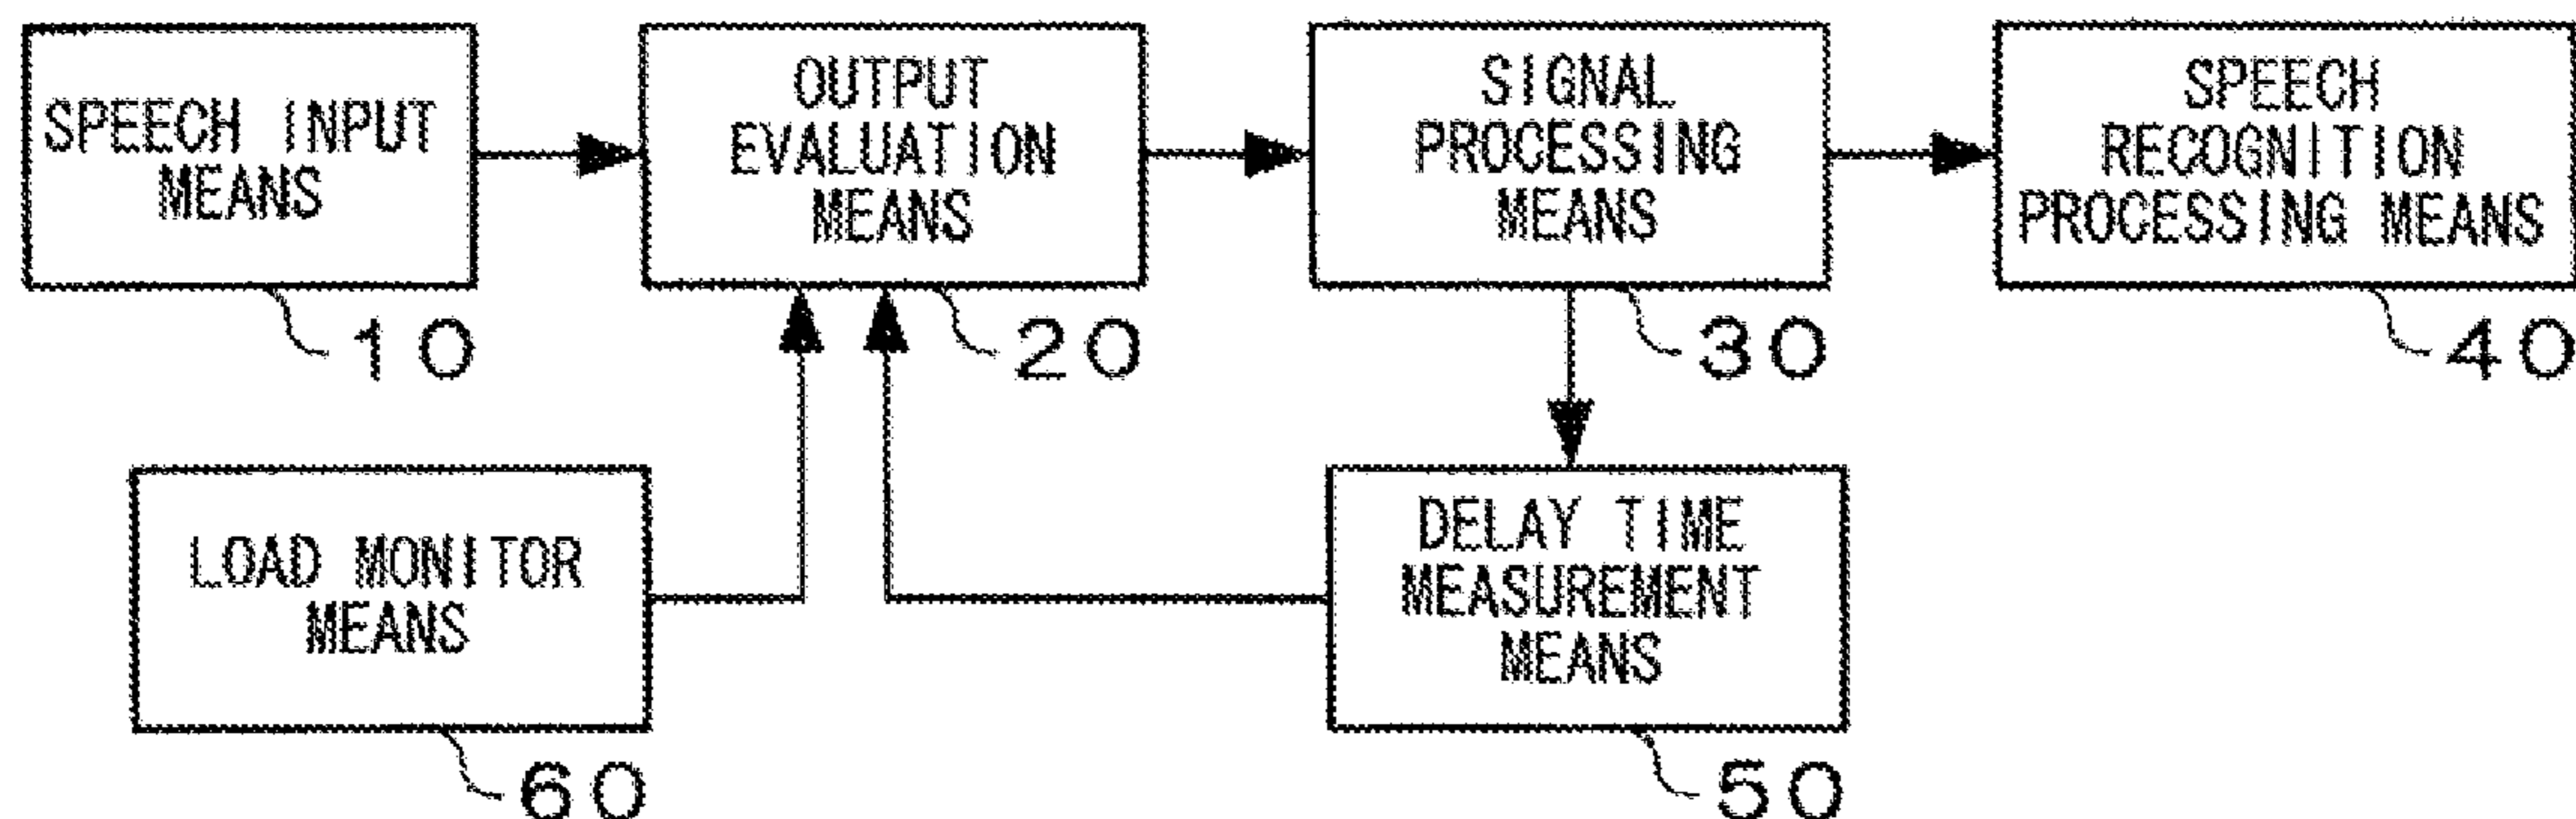 SPEECH INPUT
MEANS
10
OUTPUT
EVALUATION
MEANS
20
SIGNAL
PROCESSING
MEANS
30
SPEECH
RECOGNITION
PROCESSING MEANS
40
LOAD MONITOR
MEANS
60
DELAY TIME
MEASUREMENT
MEANS
50